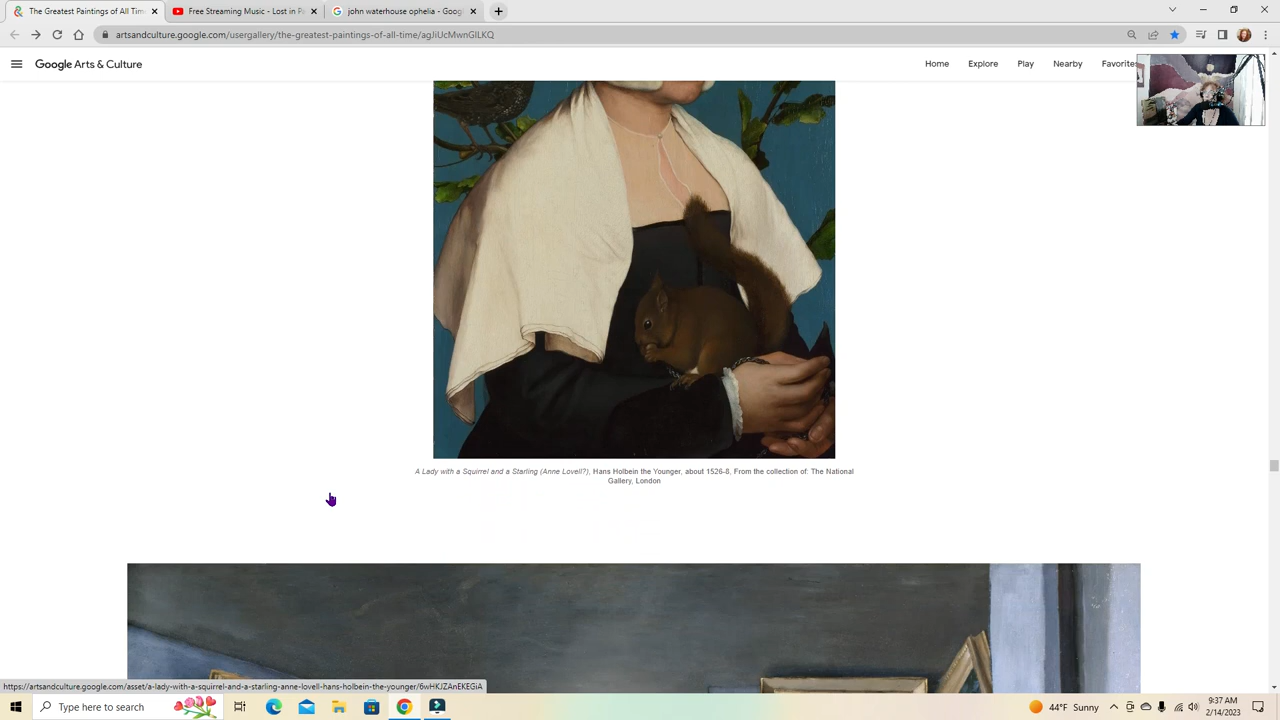 The Greatest Paintings of All Tim
Free Streaming Music - Lost in F
john waterhouse ophelia - Goog
artsandculture.google.com/usergallery/the-greatest-paintings-of-all-time/agJiUcMwnGILKQ
Google Arts & Culture
Home Explore Play Nearby Favorites
A Lady with a Squirrel and a Starling (Anne Lovell?), Hans Holbein the Younger, about 1526-8, From the collection of: The National
Gallery, London
https://artsandculture.google.com/asset/a-lady-with-a-squirrel-and-a-starling-anne-lovell-hans-holbein-the-younger/6wHKJZAnEKEGiA
Type here to search
44°F Sunny
9:37 AM
2/14/2023